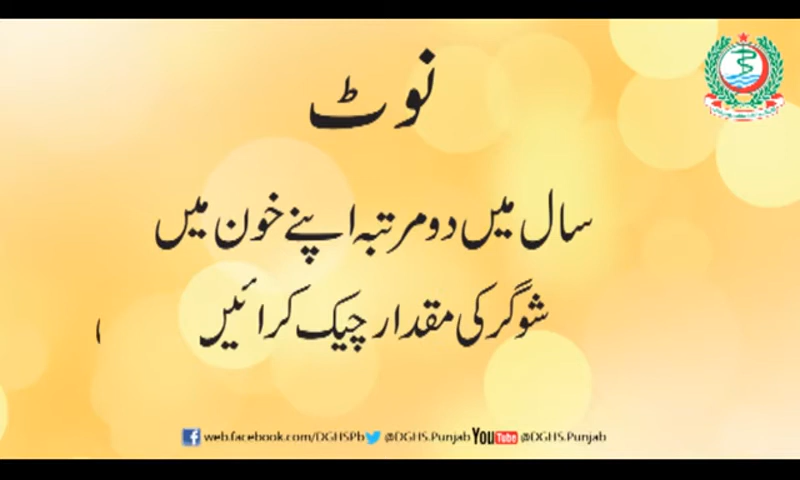 نوٹ
سال میں دو مرتبہ اپنے خون میں
شوگر کی مقدار چیک کرائیں
web.facebook.com/DGHSPb @DGHS.Punjab YouTube @DGHS.Punjab